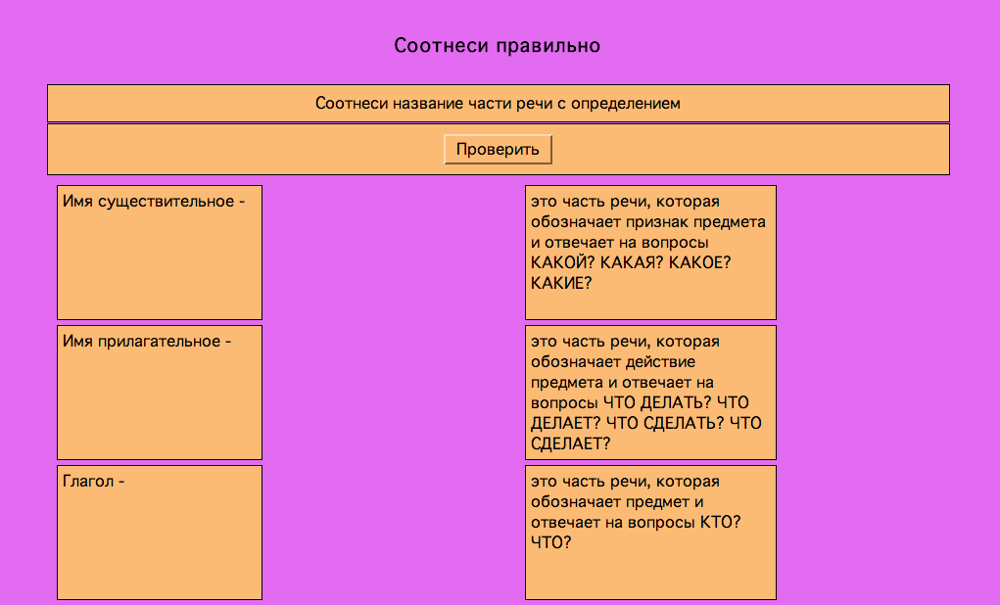 Соотнеси правильно
Соотнеси название части речи с определением
Проверить
Имя существительное -
это часть речи, которая
обозначает признак предмета
и отвечает на вопросы
КАКОЙ? КАКАЯ? КАКОЕ?
КАКИЕ?
Имя прилагательное -
это часть речи, которая
обозначает действие
предмета и отвечает на
вопросы ЧТО ДЕЛАТЬ? ЧТО
ДЕЛАЕТ? ЧТО СДЕЛАТЬ? ЧТО
СДЕЛАЕТ?
Глагол -
это часть речи, которая
обозначает предмет и
отвечает на вопросы КТО?
ЧТО?